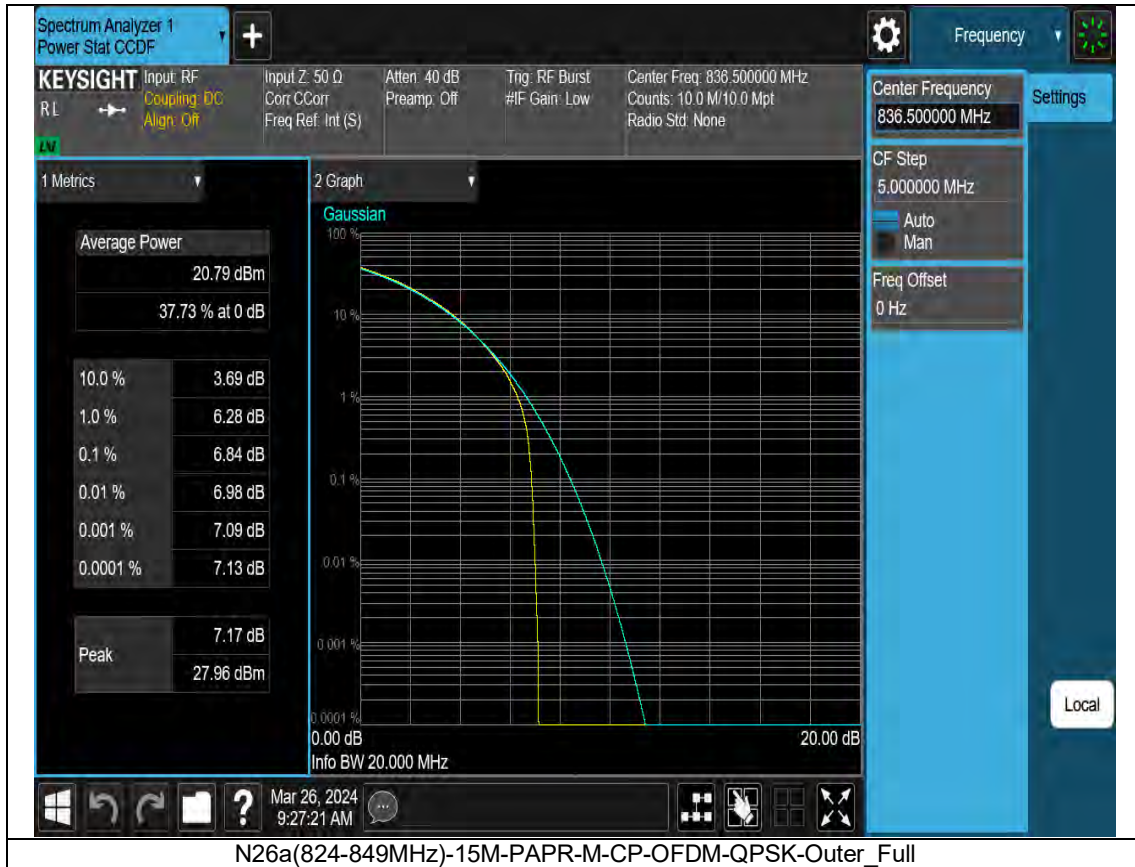 Spectrum Analyzer 1
Power Stat CCDF
+
Frequency
KEYSIGHT
RL
LNI
Input: RF
Coupling: DC
Align: Off
Input Z: 50 Ω
Corr CCorr
Freq Ref: Int (S)
Atten: 40 dB
Preamp: Off
Trig: RF Burst
#IF Gain: Low
Center Freq: 836.500000 MHz
Counts: 10.0 M/10.0 Mpt
Radio Std: None
Center Frequency
836.500000 MHz
Settings
CF Step
5.000000 MHz
Auto
Man
Freq Offset
0 Hz
Local
1 Metrics
Average Power
20.79 dBm
37.73 % at 0 dB
10.0 % 3.69 dB
1.0 % 6.28 dB
0.1 % 6.84 dB
0.01 % 6.98 dB
0.001 % 7.09 dB
0.0001 % 7.13 dB
Peak
7.17 dB
27.96 dBm
2 Graph
Gaussian
100 %
10 %
1 %
0.1 %
0.01 %
0.001 %
0.0001 %
0.00 dB
20.00 dB
Info BW 20.000 MHz
?
Mar 26, 2024
9:27:21 AM
N26a(824-849MHz)-15M-PAPR-M-CP-OFDM-QPSK-Outer_Full